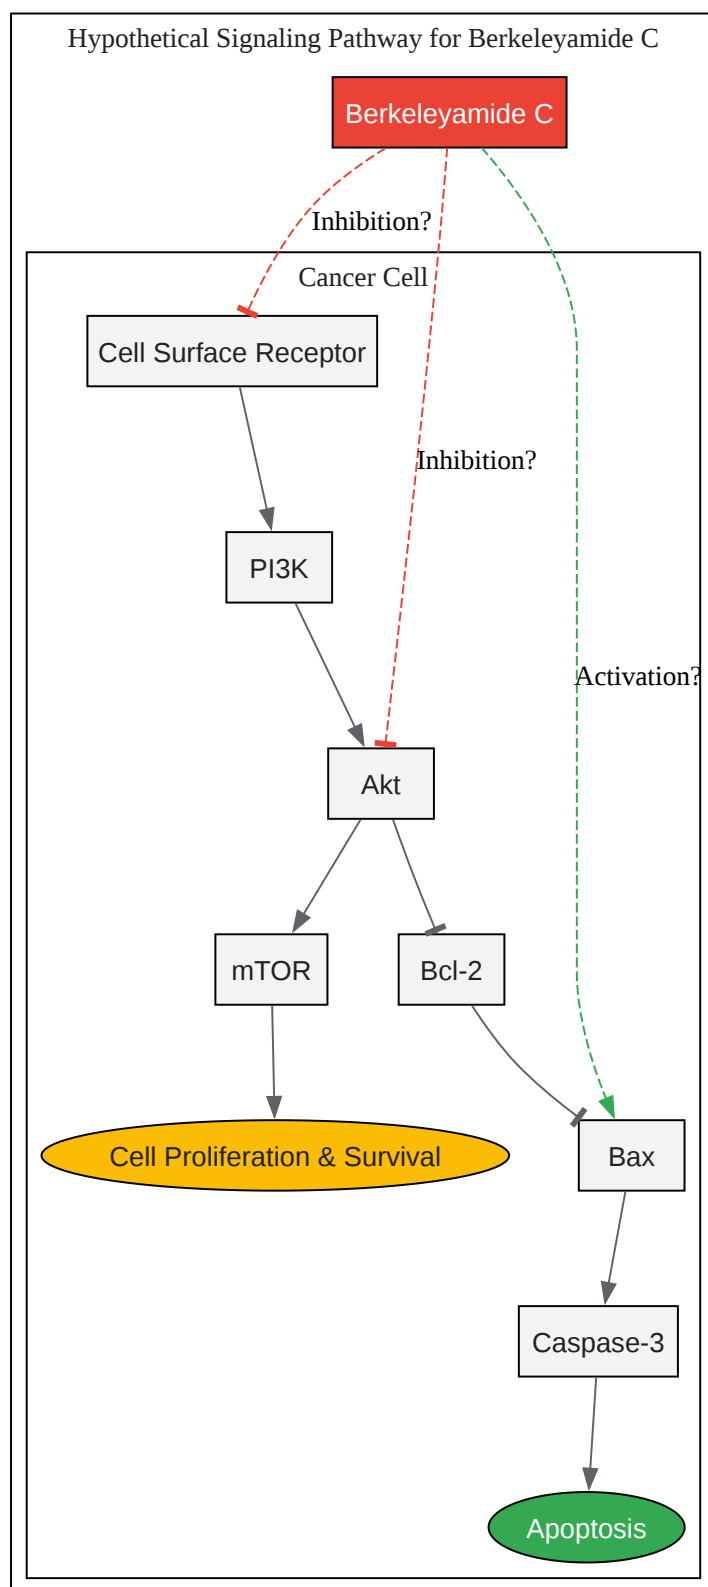 Hypothetical Signaling Pathway for Berkeleyamide C
Berkeleyamide C
Inhibition?
Cancer Cell
Cell Surface Receptor
Inhibition?
PI3K
Activation?
Akt
mTOR
Bcl-2
Cell Proliferation & Survival
Bax
Caspase-3
Apoptosis